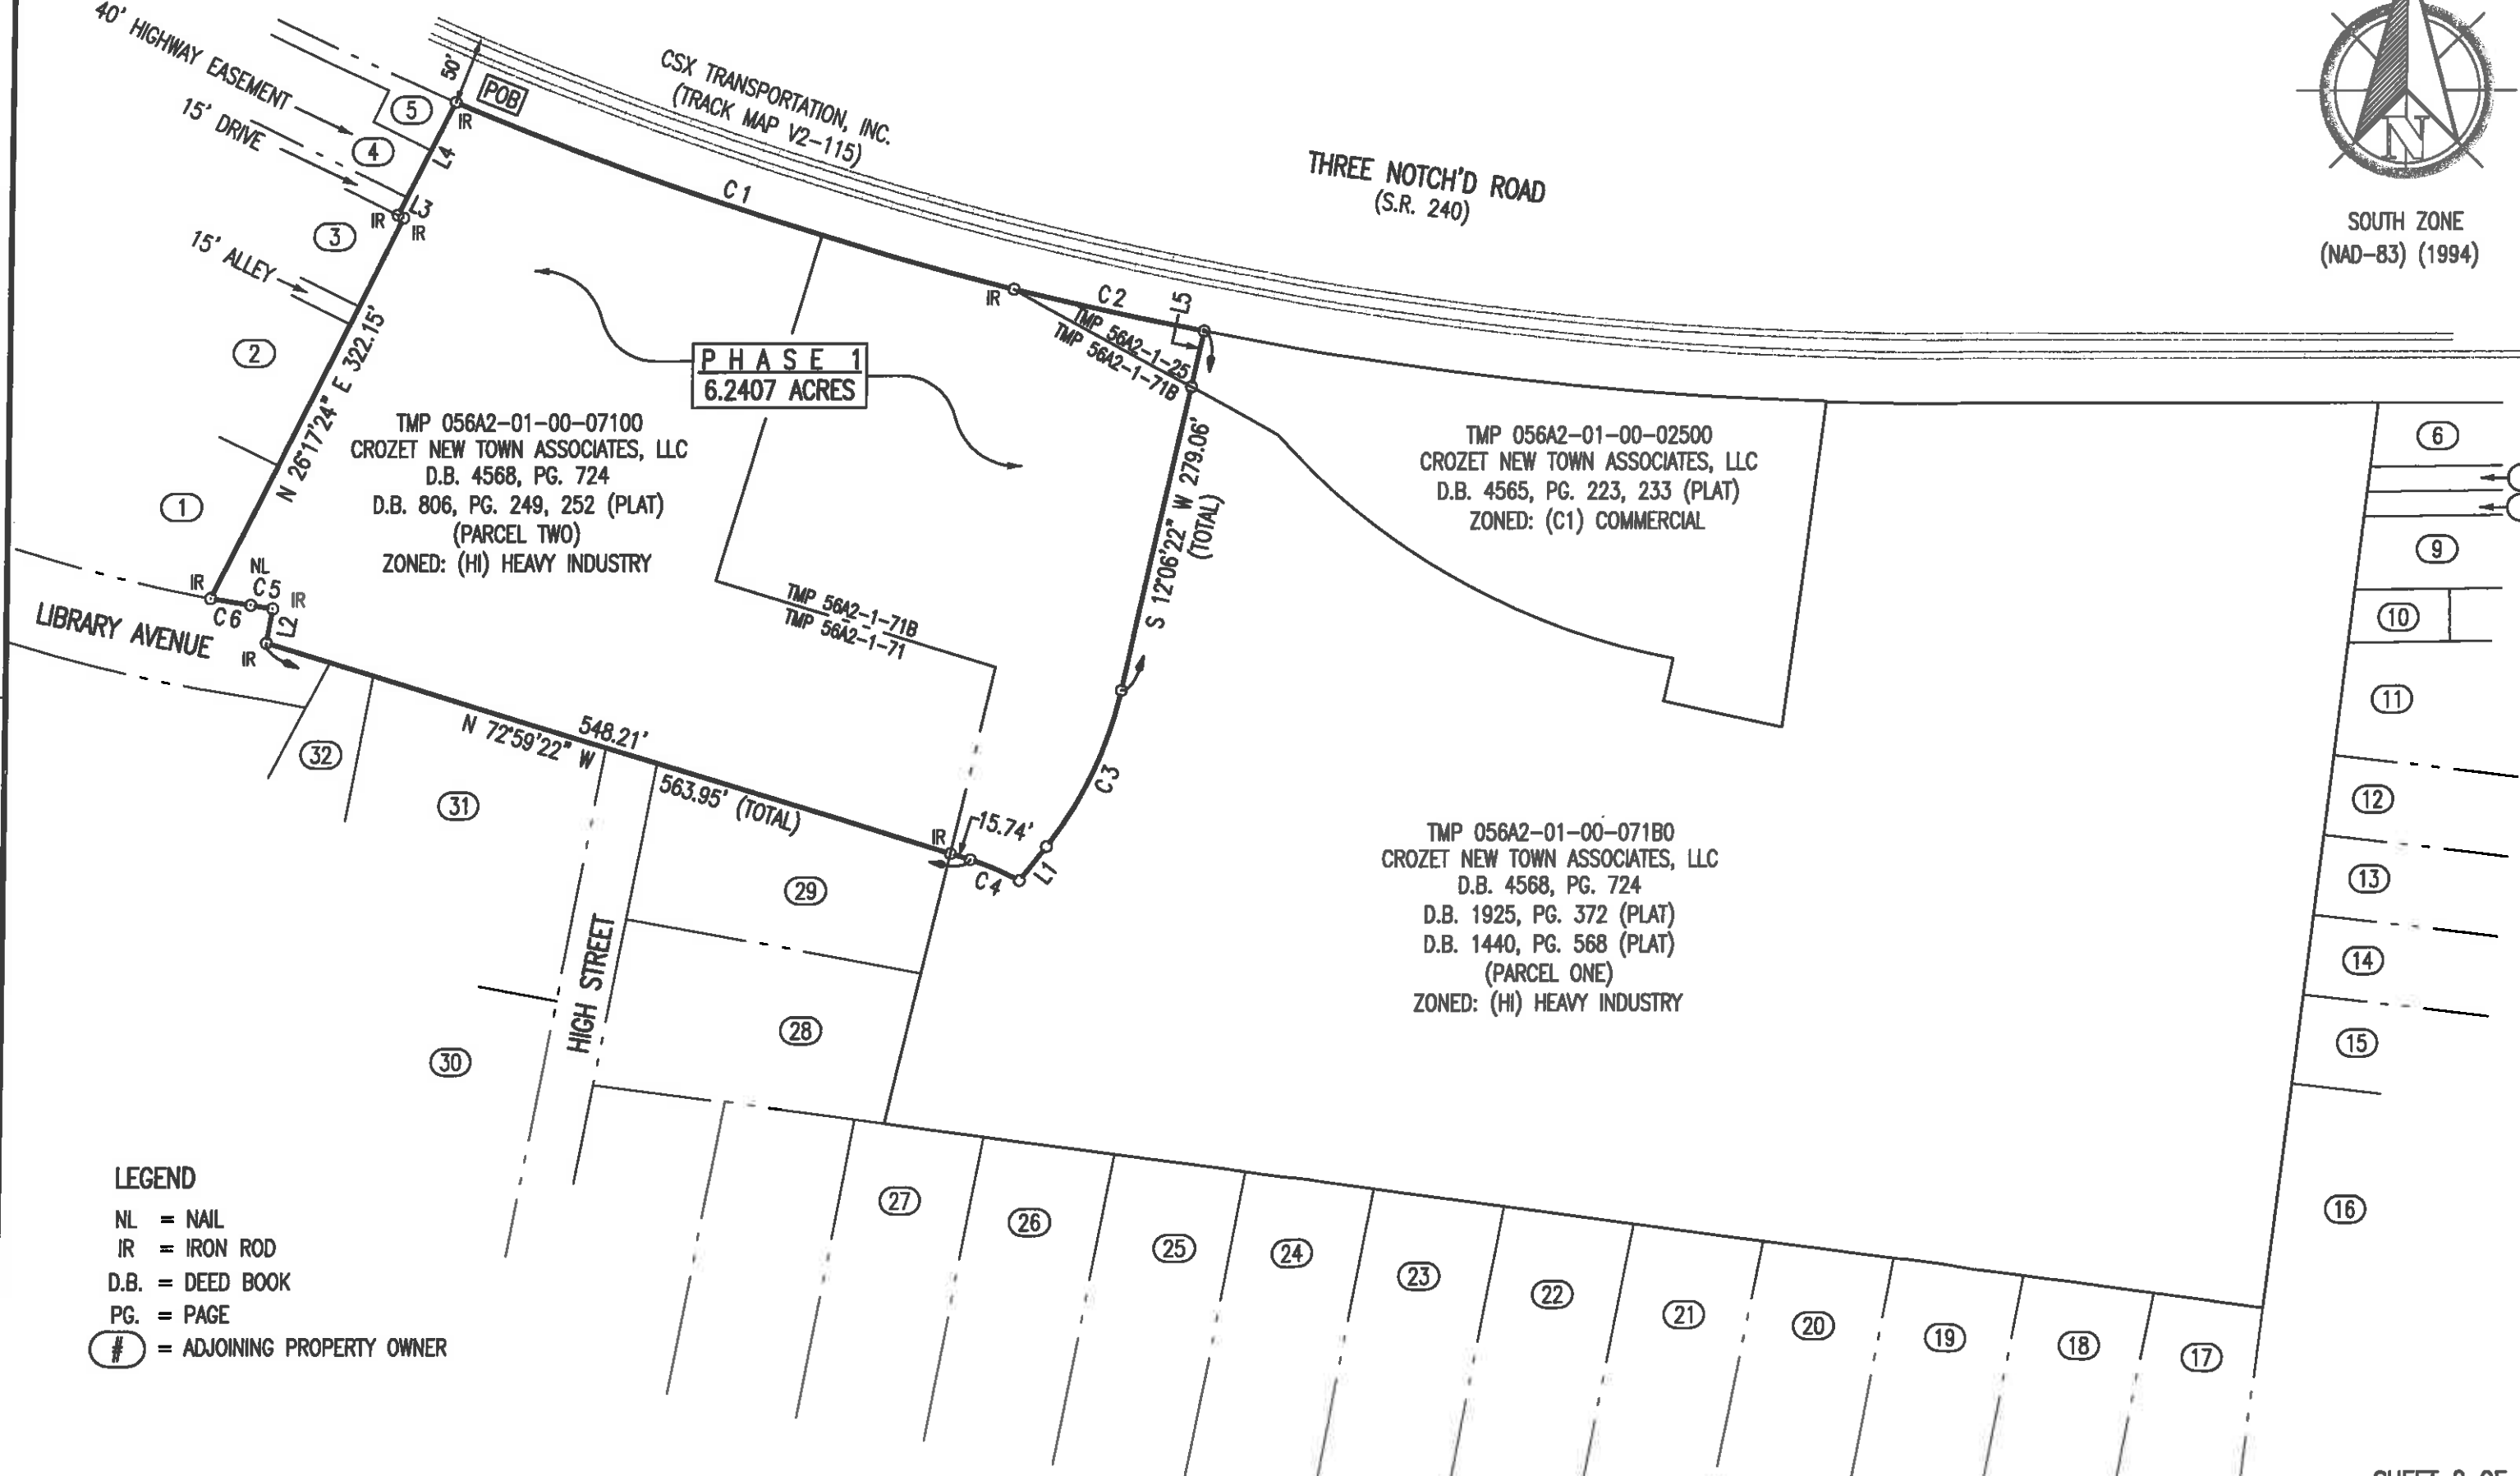 40' HIGHWAY EASEMENT
15' DRIVE
15' ALLEY
50'
POB
CSX TRANSPORTATION, INC.
(TRACK MAP V2-115)
THREE NOTCH'D ROAD
(S.R. 240)
N
SOUTH ZONE
(NAD-83) (1994)
5
4
3
2
1
IR
L4
L3
IR
IR
C 1
IR
C 2
L5
TMP 56A2-1-25
TMP 56A2-1-71B
N 26°17'24" E 322.15'
PHASE 1
6.2407 ACRES
TMP 056A2-01-00-07100
CROZET NEW TOWN ASSOCIATES, LLC
D.B. 4568, PG. 724
D.B. 806, PG. 249, 252 (PLAT)
(PARCEL TWO)
ZONED: (HI) HEAVY INDUSTRY
TMP 056A2-01-00-02500
CROZET NEW TOWN ASSOCIATES, LLC
D.B. 4565, PG. 223, 233 (PLAT)
ZONED: (C1) COMMERCIAL
S 12°06'22" W 279.06'
(TOTAL)
IR
NL
C 5
IR
C 6
L2
IR
LIBRARY AVENUE
TMP 56A2-1-71B
TMP 56A2-1-71
548.21'
N 72°59'22" W
563.95' (TOTAL)
IR
15.74'
C 3
C 4
L1
TMP 056A2-01-00-071B0
CROZET NEW TOWN ASSOCIATES, LLC
D.B. 4568, PG. 724
D.B. 1925, PG. 372 (PLAT)
D.B. 1440, PG. 568 (PLAT)
(PARCEL ONE)
ZONED: (HI) HEAVY INDUSTRY
HIGH STREET
6
9
10
11
12
13
14
15
16
17
18
19
20
21
22
23
24
25
26
27
28
29
30
31
32
LEGEND
NL = NAIL
IR = IRON ROD
D.B. = DEED BOOK
PG. = PAGE
# = ADJOINING PROPERTY OWNER